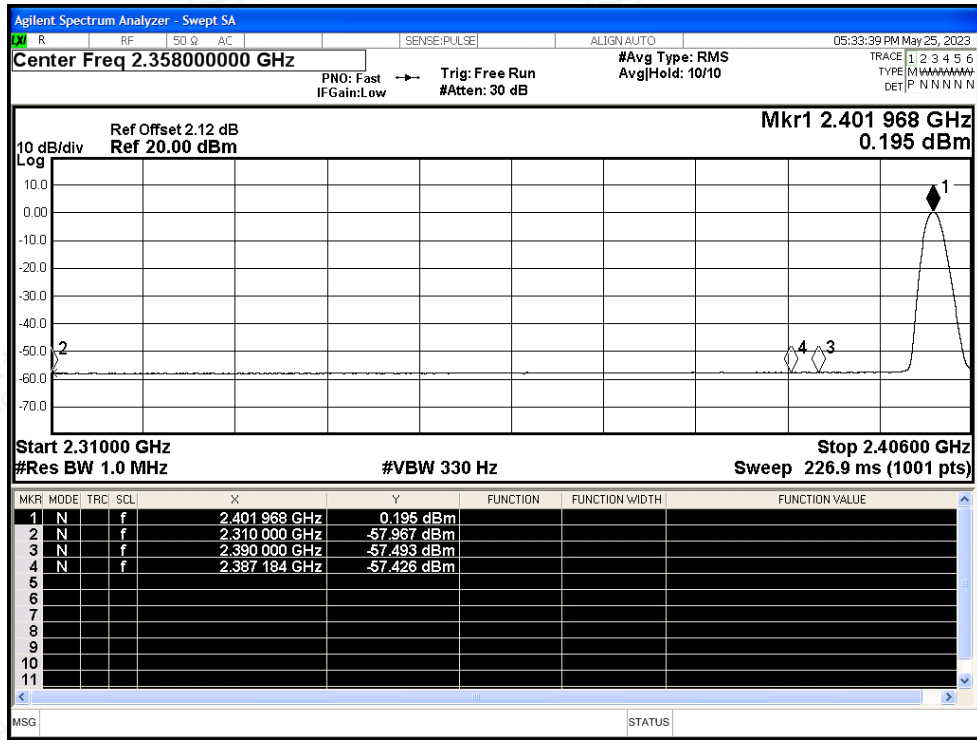 Agilent Spectrum Analyzer - Swept SA
LXI R RF 50 Ω AC SENSE:PULSE ALIGN AUTO 05:33:39 PM May 25, 2023
Center Freq 2.358000000 GHz
PNO: Fast
IFGain:Low
Trig: Free Run
#Atten: 30 dB
#Avg Type: RMS
Avg|Hold: 10/10
TRACE 1 2 3 4 5 6
TYPE M
DET P N N N N N
Mkr1 2.401 968 GHz
0.195 dBm
Ref Offset 2.12 dB
10 dB/div Ref 20.00 dBm
Log
10.0
0.00
-10.0
-20.0
-30.0
-40.0
-50.0
-60.0
-70.0
1
2
4
3
Start 2.31000 GHz Stop 2.40600 GHz
#Res BW 1.0 MHz #VBW 330 Hz Sweep 226.9 ms (1001 pts)
MKR MODE TRC SCL X Y FUNCTION FUNCTION WIDTH FUNCTION VALUE
1 N f 2.401 968 GHz 0.195 dBm
2 N f 2.310 000 GHz -57.967 dBm
3 N f 2.390 000 GHz -57.493 dBm
4 N f 2.387 184 GHz -57.426 dBm
5
6
7
8
9
10
11
MSG STATUS